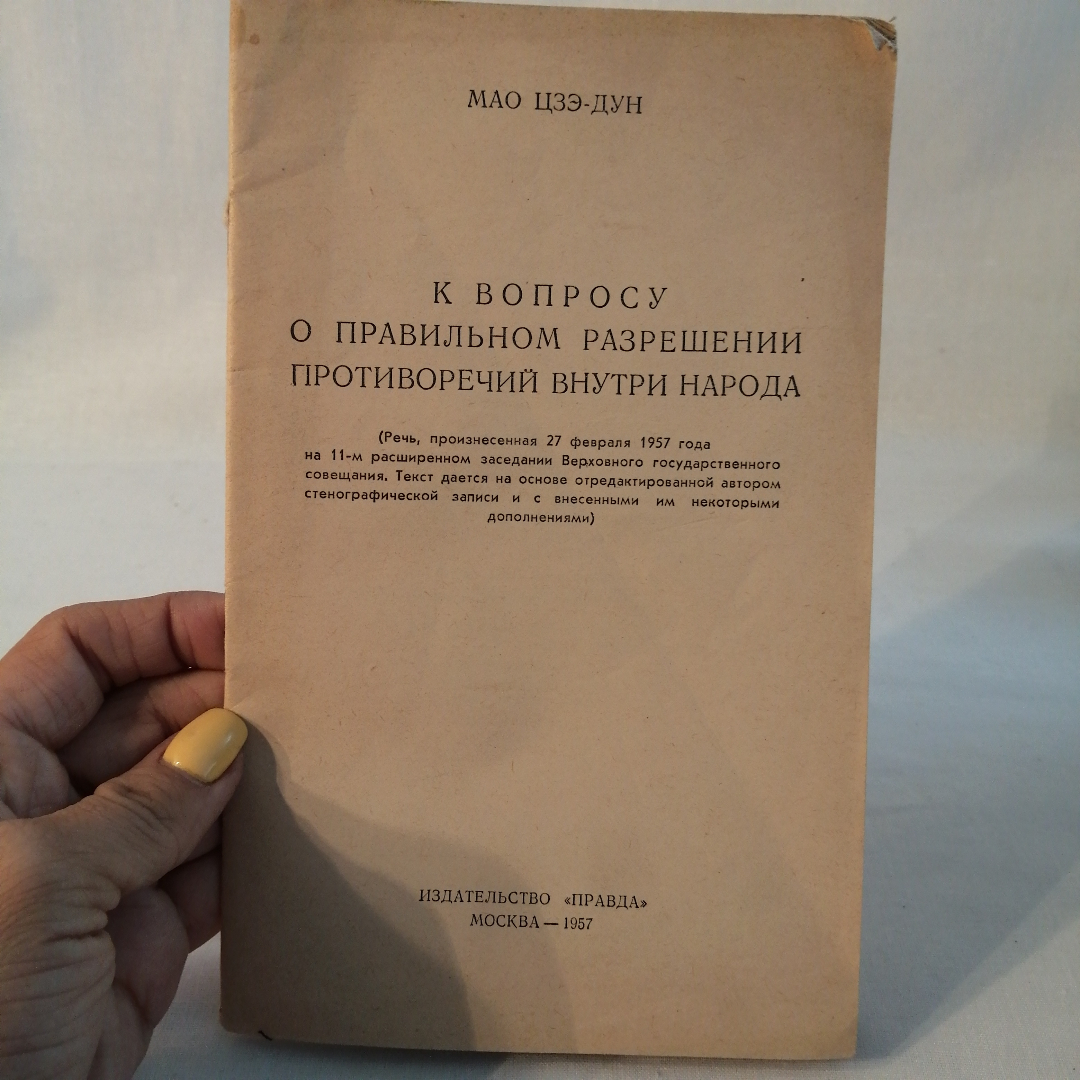 МАО ЦЗЭ-ДУН
К ВОПРОСУ
О ПРАВИЛЬНОМ РАЗРЕШЕНИИ
ПРОТИВОРЕЧИЙ ВНУТРИ НАРОДА
(Речь, произнесенная 27 февраля 1957 года
на 11-м расширенном заседании Верховного государственного
совещания. Текст дается на основе отредактированной автором
стенографической записи и с внесенными им некоторыми
дополнениями)
ИЗДАТЕЛЬСТВО «ПРАВДА»
МОСКВА — 1957